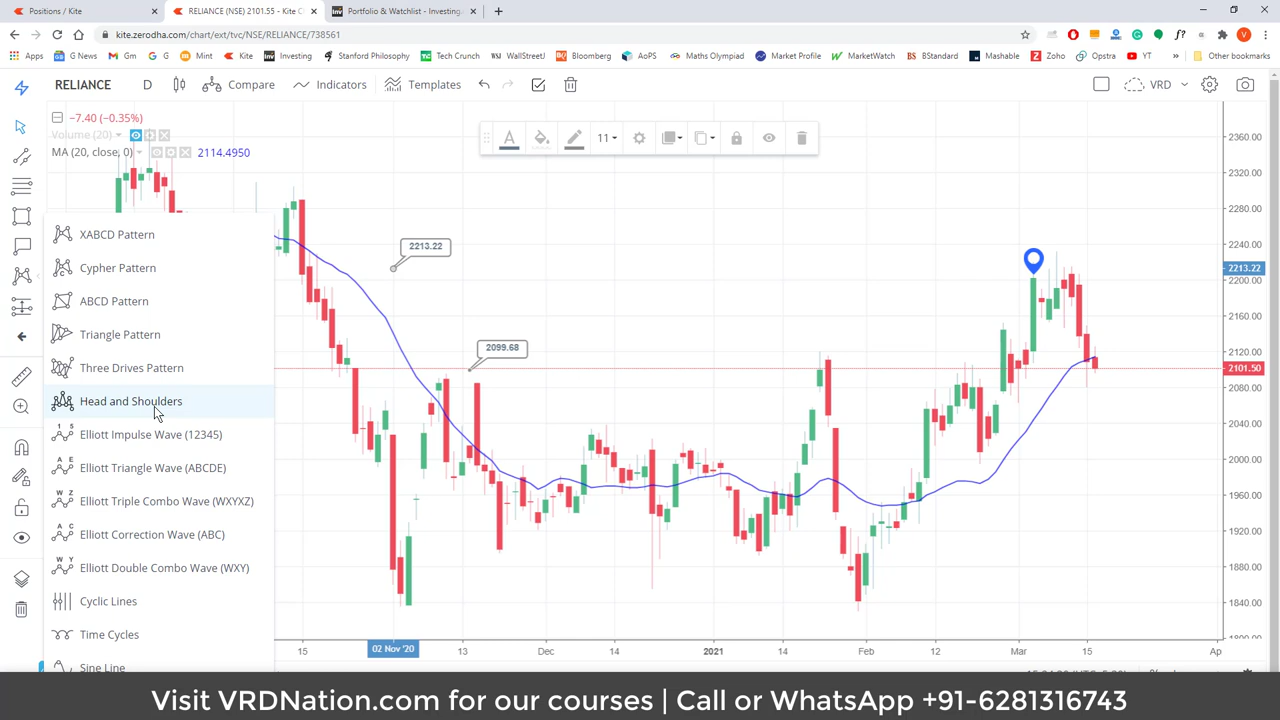 Positions / Kite
RELIANCE (NSE) 2101.55 - Kite C
Portfolio & Watchlist - Investing.
kite.zerodha.com/chart/ext/tvc/NSE/RELIANCE/738561
Apps G News Gm G Mint Kite Investing Stanford Philosophy Tech Crunch WallStreet Bloomberg AoPS Maths Olympiad Market Profile MarketWatch BStandard Mashable Zoho Opstra YT Other bookmarks
RELIANCE D Compare Indicators Templates VRD
−7.40 (−0.35%)
Volume (20)
MA (20, close, 0) 2114.4950
11
XABCD Pattern
Cypher Pattern
ABCD Pattern
Triangle Pattern
Three Drives Pattern
Head and Shoulders
Elliott Impulse Wave (12345)
Elliott Triangle Wave (ABCDE)
Elliott Triple Combo Wave (WXYXZ)
Elliott Correction Wave (ABC)
Elliott Double Combo Wave (WXY)
Cyclic Lines
Time Cycles
Sine Line
2213.22
2099.68
2360.00
2320.00
2280.00
2240.00
2213.22
2200.00
2160.00
2120.00
2101.50
2080.00
2040.00
2000.00
1960.00
1920.00
1880.00
1840.00
1800.00
15 02 Nov '20 13 Dec 14 2021 14 Feb 12 Mar 15 Ap
Visit VRDNation.com for our courses | Call or WhatsApp +91-6281316743